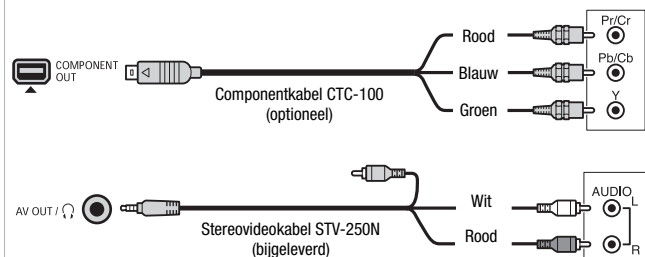 COMPONENT
OUT
Componentkabel CTC-100
(optioneel)
Rood
Blauw
Groen
Pr/Cr
Pb/Cb
Y
AV OUT /
Stereovideokabel STV-250N
(bijgeleverd)
Wit
Rood
AUDIO
L
R